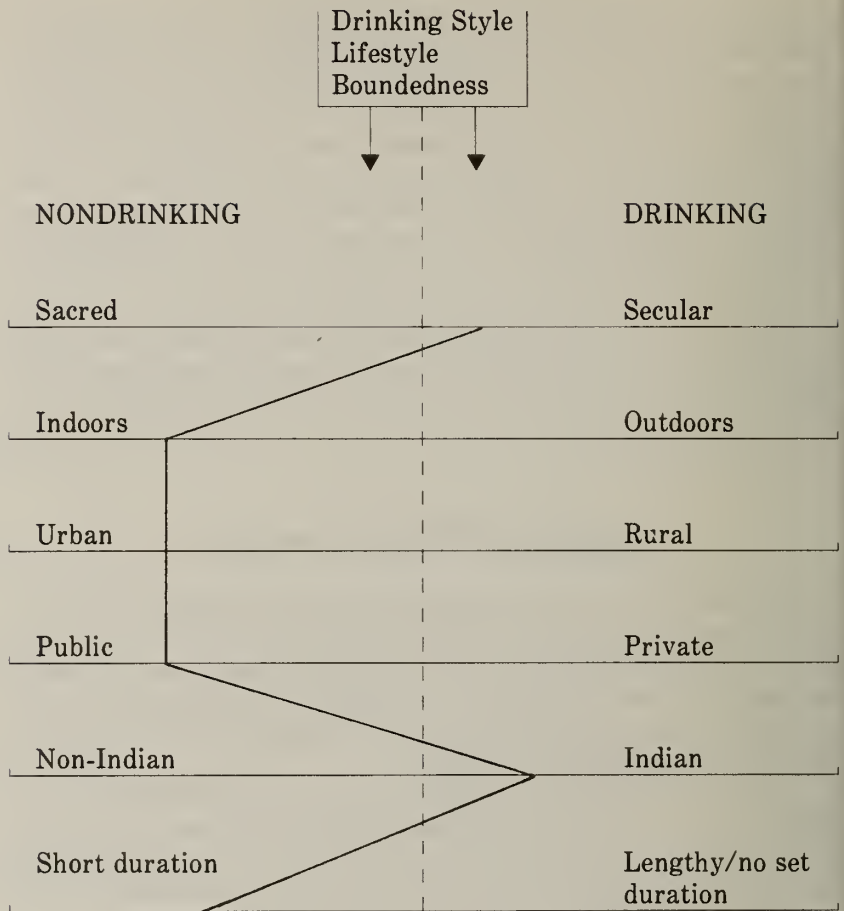 Drinking Style
Lifestyle
Boundedness
NONDRINKING DRINKING
Sacred Secular
Indoors Outdoors
Urban Rural
Public Private
Non-Indian Indian
Short duration Lengthy/no set
duration